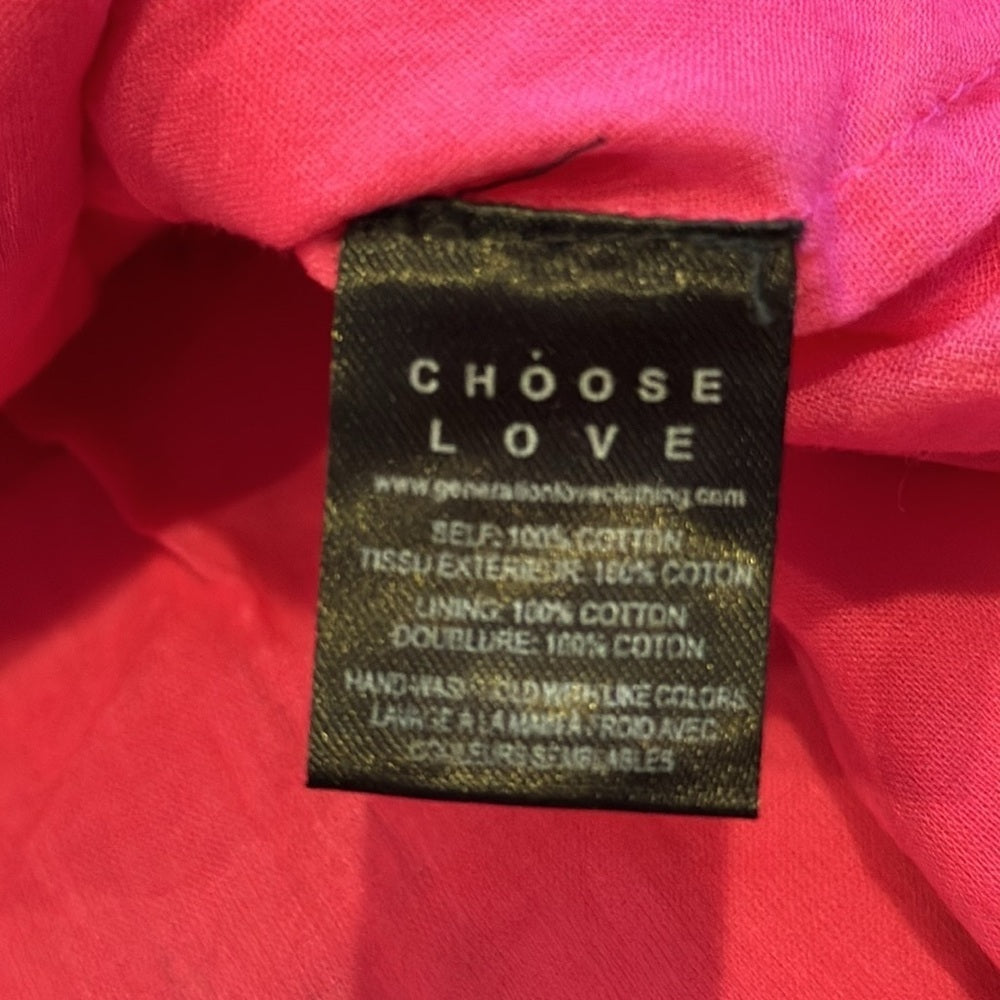 CHOOSE
LOVE
www.generationloveclothing.com
SELF: 100% COTTON
TISSU EXTERIEUR: 100% COTON
LINING: 100% COTTON
DOUBLURE: 100% COTON
HAND WASH COLD WITH LIKE COLORS
LAVAGE A LA MAIN A FROID AVEC
COULEURS SEMBLABLES